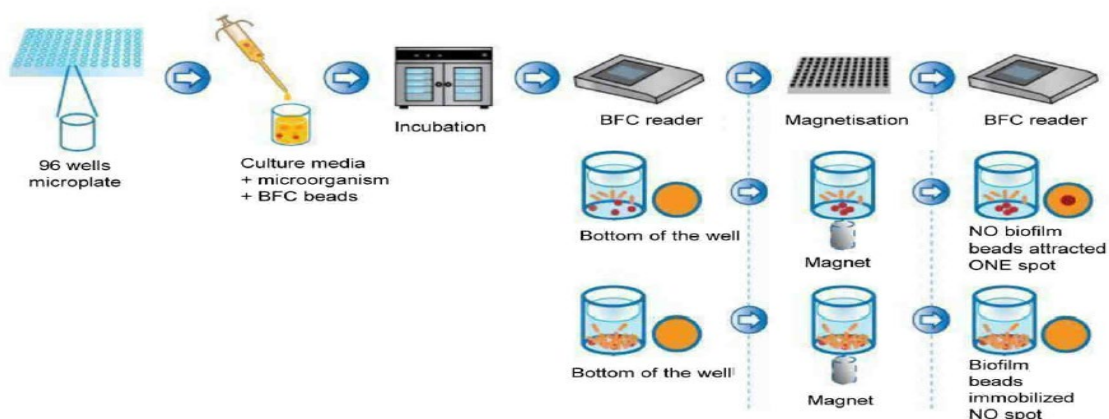 96 wells
microplate
Culture media
+ microorganism
+ BFC beads
Incubation
BFC reader
Magnetisation
BFC reader
Bottom of the well
Magnet
NO biofilm
beads attracted
ONE spot
Bottom of the well
Magnet
Biofilm
beads
immobilized
NO spot